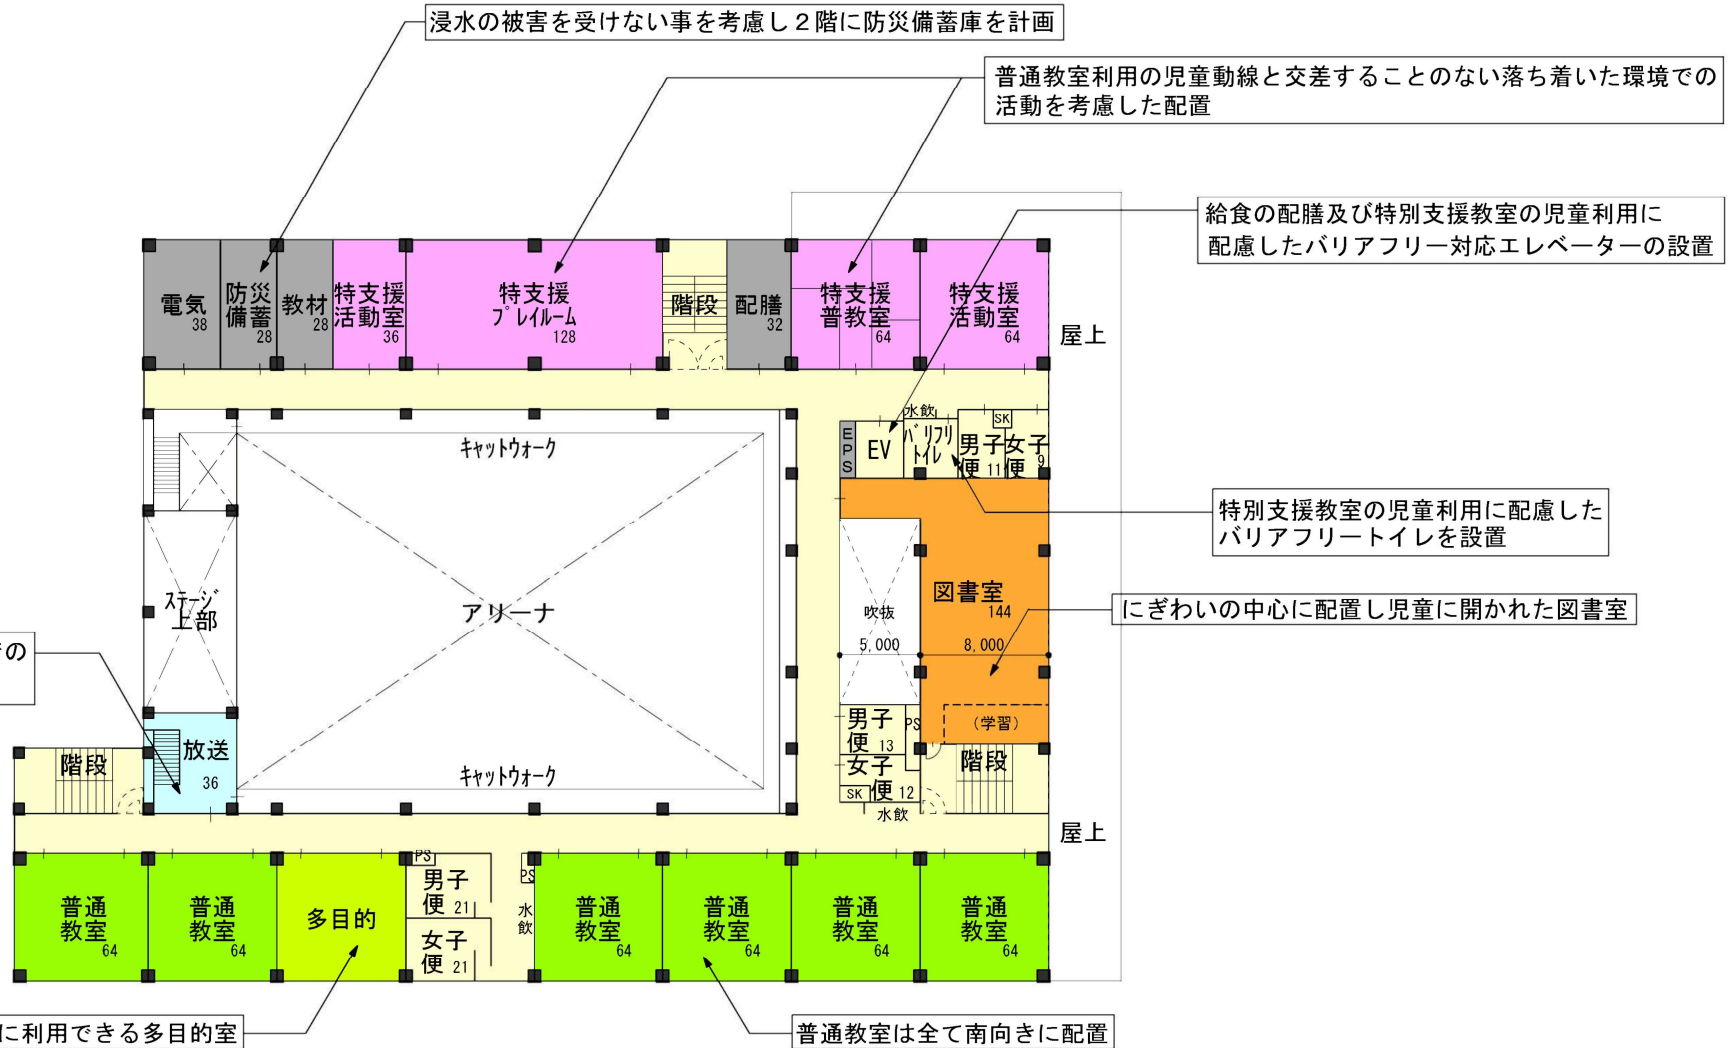 浸水の被害を受けない事を考慮し２階に防災備蓄庫を計画
普通教室利用の児童動線と交差することのない落ち着いた環境での
活動を考慮した配置
給食の配膳及び特別支援教室の児童利用に
配慮したバリアフリー対応エレベーターの設置
電気
38
防災
備蓄
28
教材
28
特支援
活動室
36
特支援
プレイルーム
128
階段
配膳
32
特支援
普教室
64
特支援
活動室
64
屋上
キャットウォーク
EPS
EV
水飲
バリフリ
トイレ
男子
便 11
SK
女子
便 9
特別支援教室の児童利用に配慮した
バリアフリートイレを設置
ステージ
上部
アリーナ
吹抜
5,000
図書室
144
8,000
にぎわいの中心に配置し児童に開かれた図書室
の
(学習)
男子
便 13
PS
女子
便 12
SK
水飲
階段
階段
放送
36
キャットウォーク
屋上
普通
教室
64
普通
教室
64
多目的
PS
男子
便 21
女子
便 21
PS
水飲
普通
教室
64
普通
教室
64
普通
教室
64
普通
教室
64
に利用できる多目的室
普通教室は全て南向きに配置